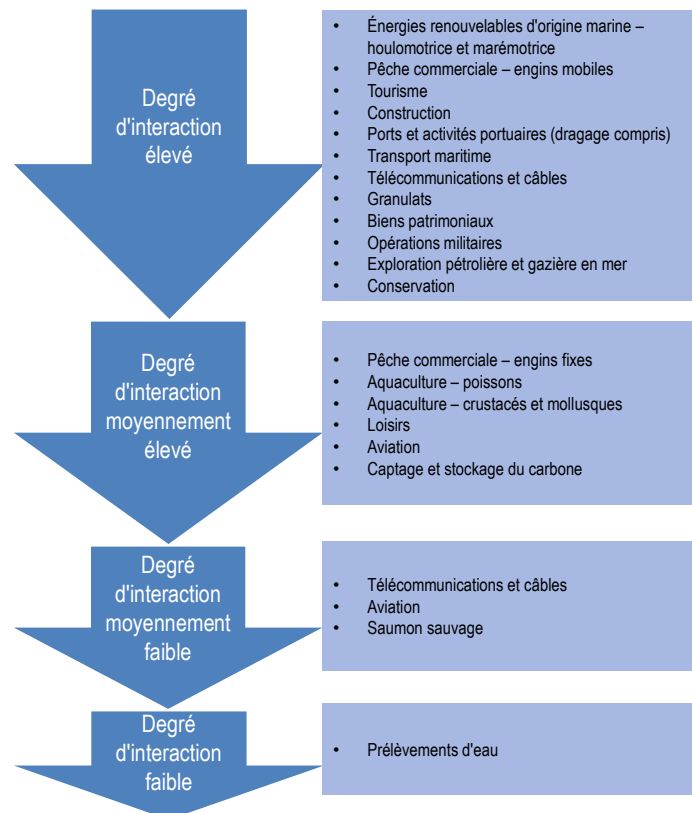 Degré
d'interaction
élevé
• Énergies renouvelables d'origine marine –
houlomotrice et marémotrice
• Pêche commerciale – engins mobiles
• Tourisme
• Construction
• Ports et activités portuaires (dragage compris)
• Transport maritime
• Télécommunications et câbles
• Granulats
• Biens patrimoniaux
• Opérations militaires
• Exploration pétrolière et gazière en mer
• Conservation
Degré
d'interaction
moyennement
élevé
• Pêche commerciale – engins fixes
• Aquaculture – poissons
• Aquaculture – crustacés et mollusques
• Loisirs
• Aviation
• Captage et stockage du carbone
Degré
d'interaction
moyennement
faible
• Télécommunications et câbles
• Aviation
• Saumon sauvage
Degré
d'interaction
faible
• Prélèvements d'eau